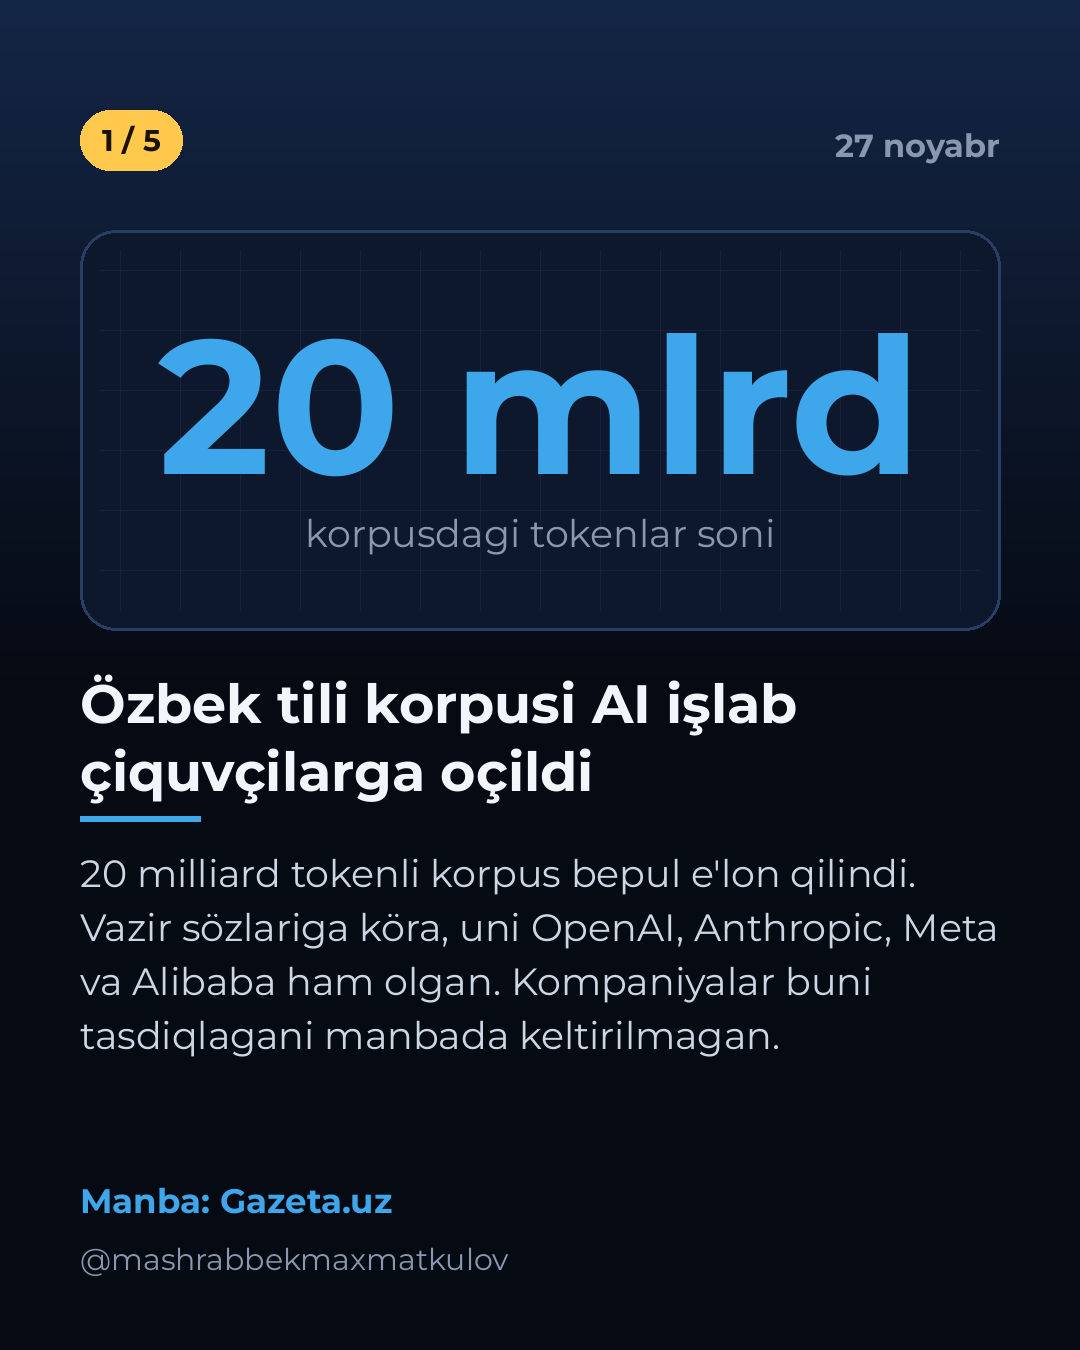 1 / 5
27 noyabr
20 mlrd
korpusdagi tokenlar soni
Özbek tili korpusi AI işlab
çiquvçilarga oçildi
20 milliard tokenli korpus bepul e'lon qilindi.
Vazir sözlariga köra, uni OpenAI, Anthropic, Meta
va Alibaba ham olgan. Kompaniyalar buni
tasdiqlagani manbada keltirilmagan.
Manba: Gazeta.uz
@mashrabbekmaxmatkulov